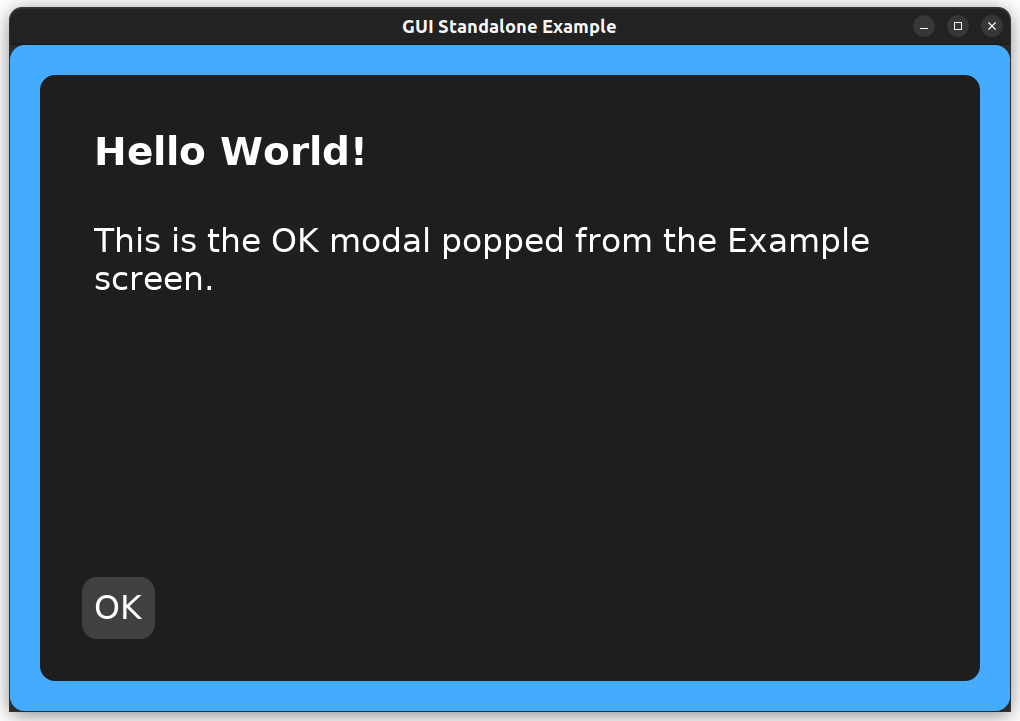 GUI Standalone Example
Hello World!
This is the OK modal popped from the Example
screen.
OK